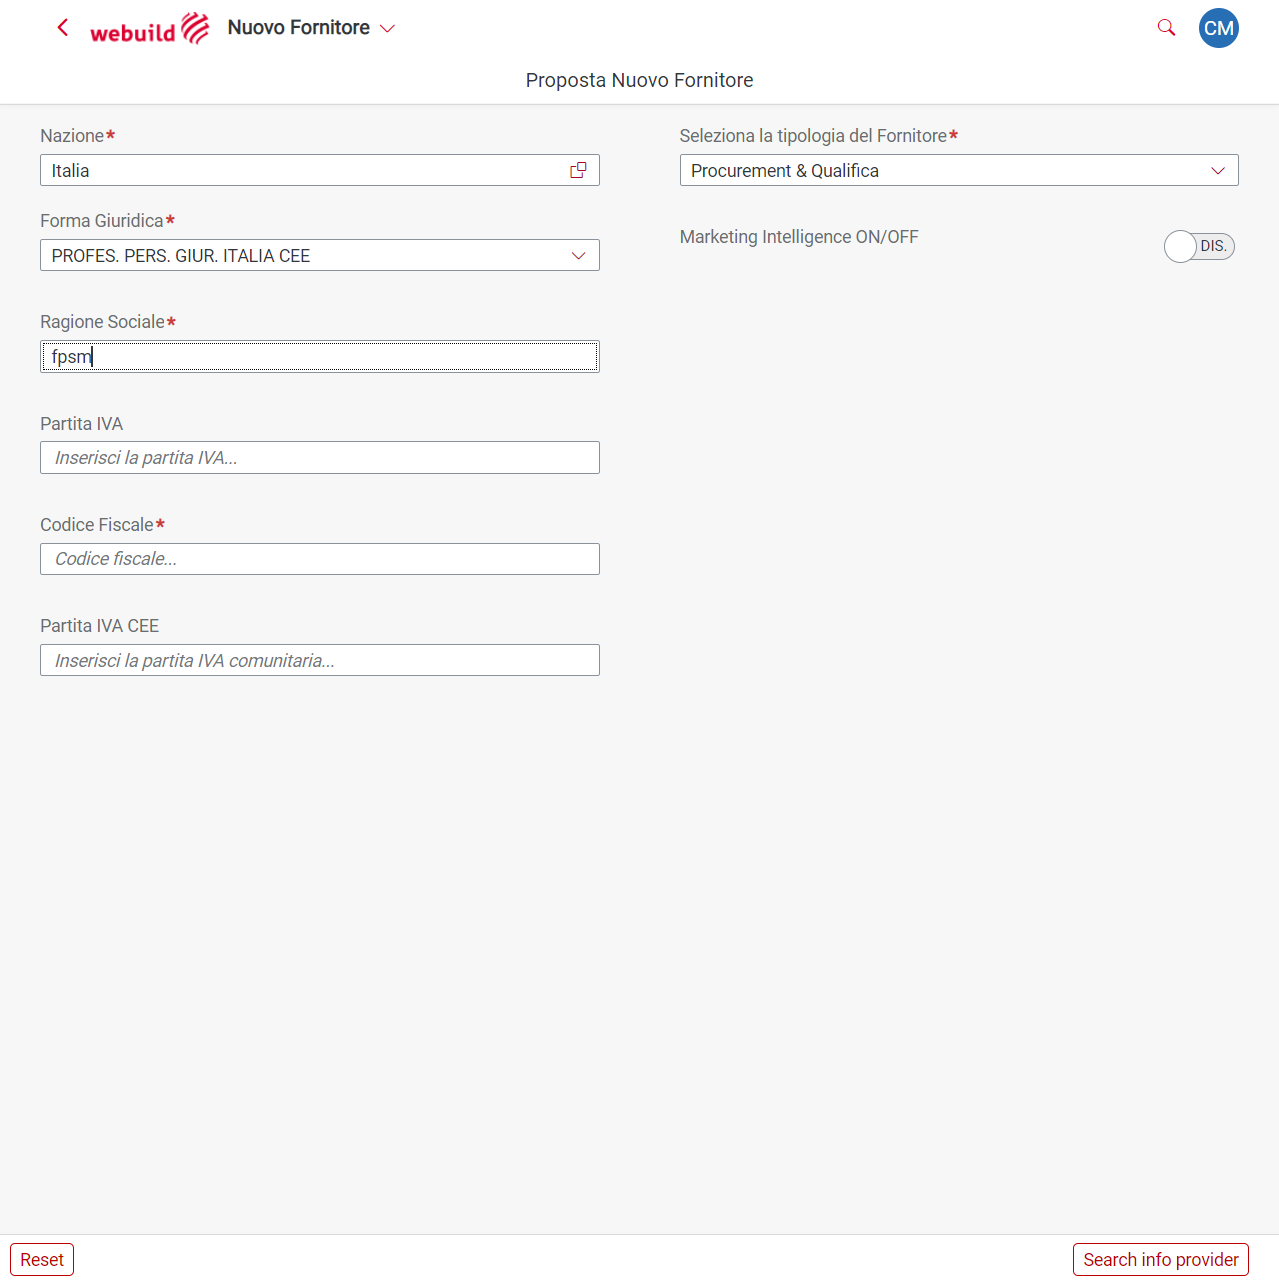 webuild Nuovo Fornitore CM
Proposta Nuovo Fornitore
Nazione*
Italia
Forma Giuridica*
PROFES. PERS. GIUR. ITALIA CEE
Ragione Sociale*
fpsm
Partita IVA
Inserisci la partita IVA...
Codice Fiscale*
Codice fiscale...
Partita IVA CEE
Inserisci la partita IVA comunitaria...
Seleziona la tipologia del Fornitore*
Procurement & Qualifica
Marketing Intelligence ON/OFF
DIS.
Reset
Search info provider